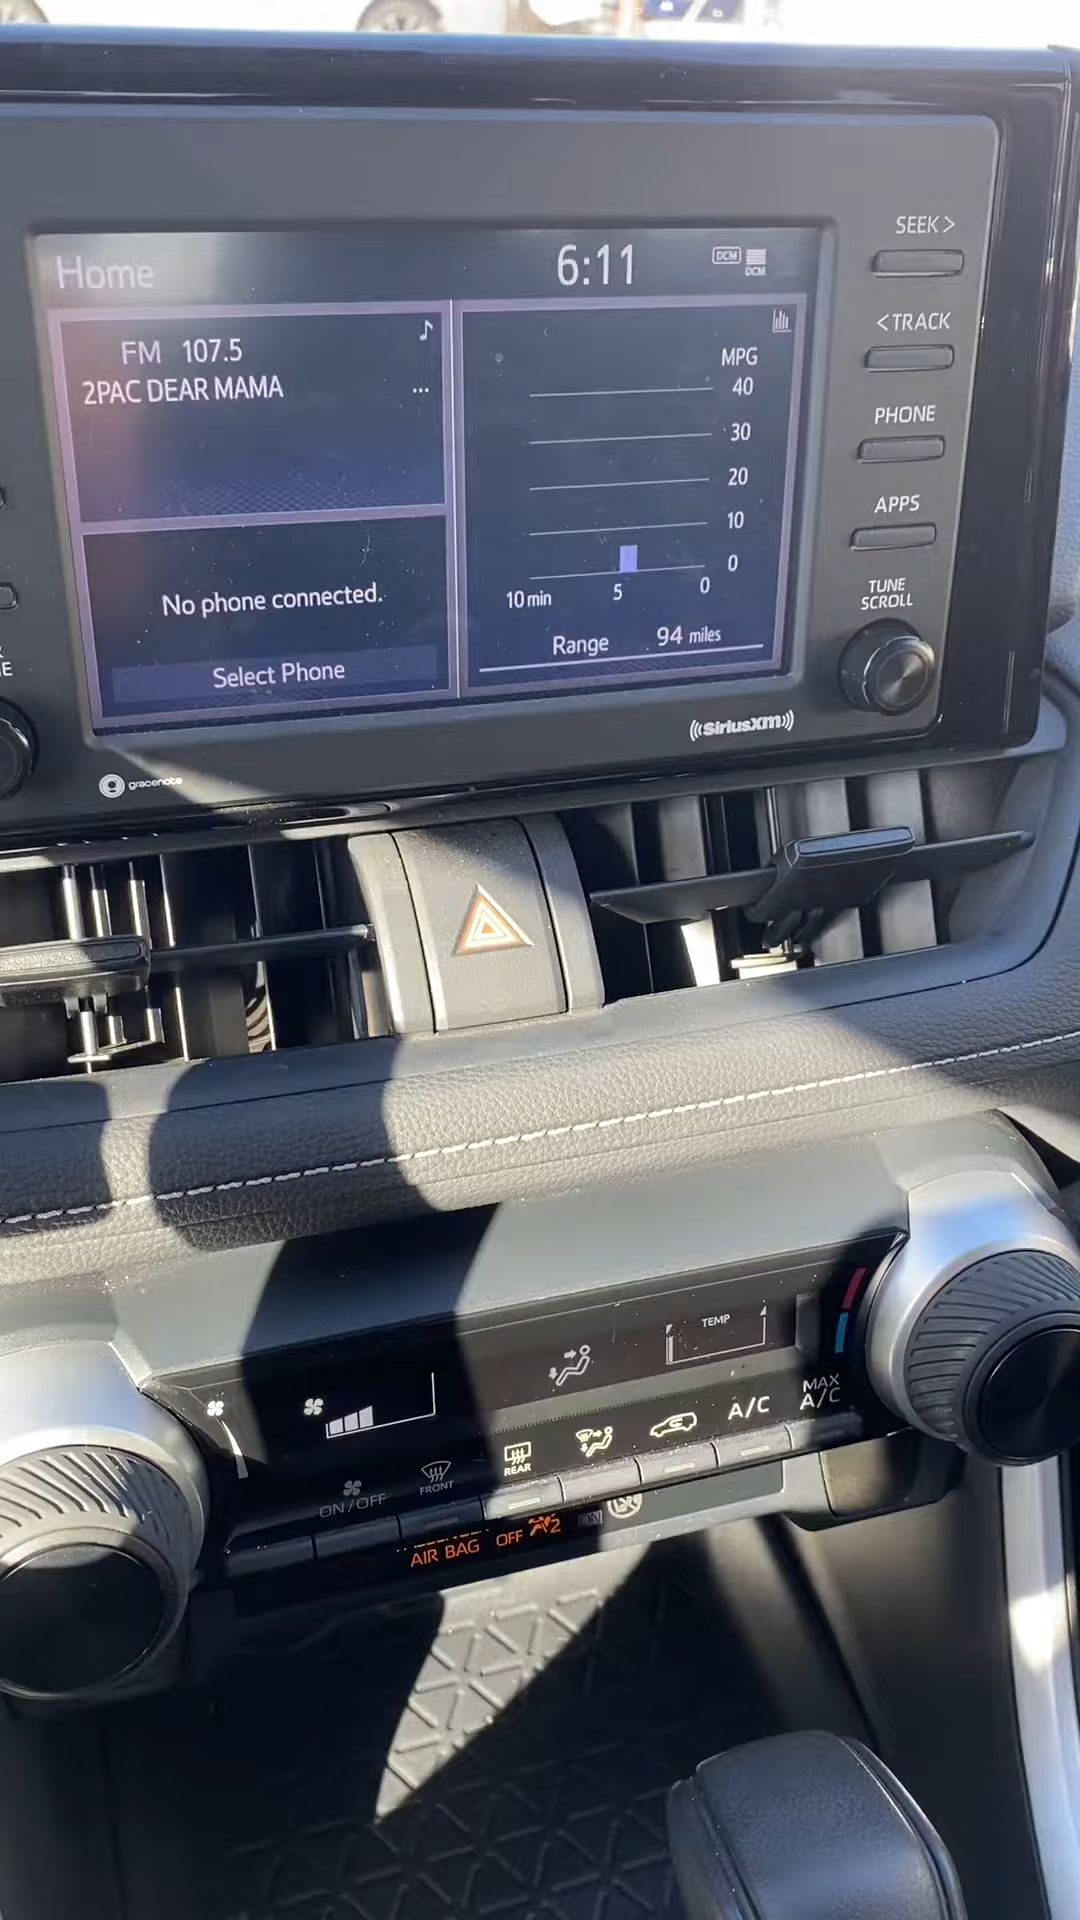 Home
6:11
DCM
DCM
FM 107.5
2PAC DEAR MAMA
...
No phone connected.
Select Phone
MPG
40
30
20
10
0
10 min 5 0
Range 94 miles
SEEK >
< TRACK
PHONE
APPS
TUNE
SCROLL
((SiriusXM))
gracenote
TEMP
MAX
A/C
A/C
REAR
FRONT
ON / OFF
AIR BAG OFF
2
ON